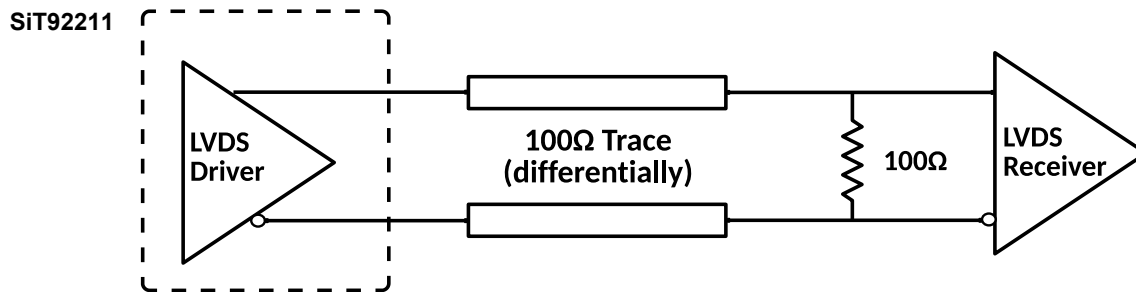 SiT92211
LVDS
Driver
100Ω Trace
(differentially)
100Ω
LVDS
Receiver